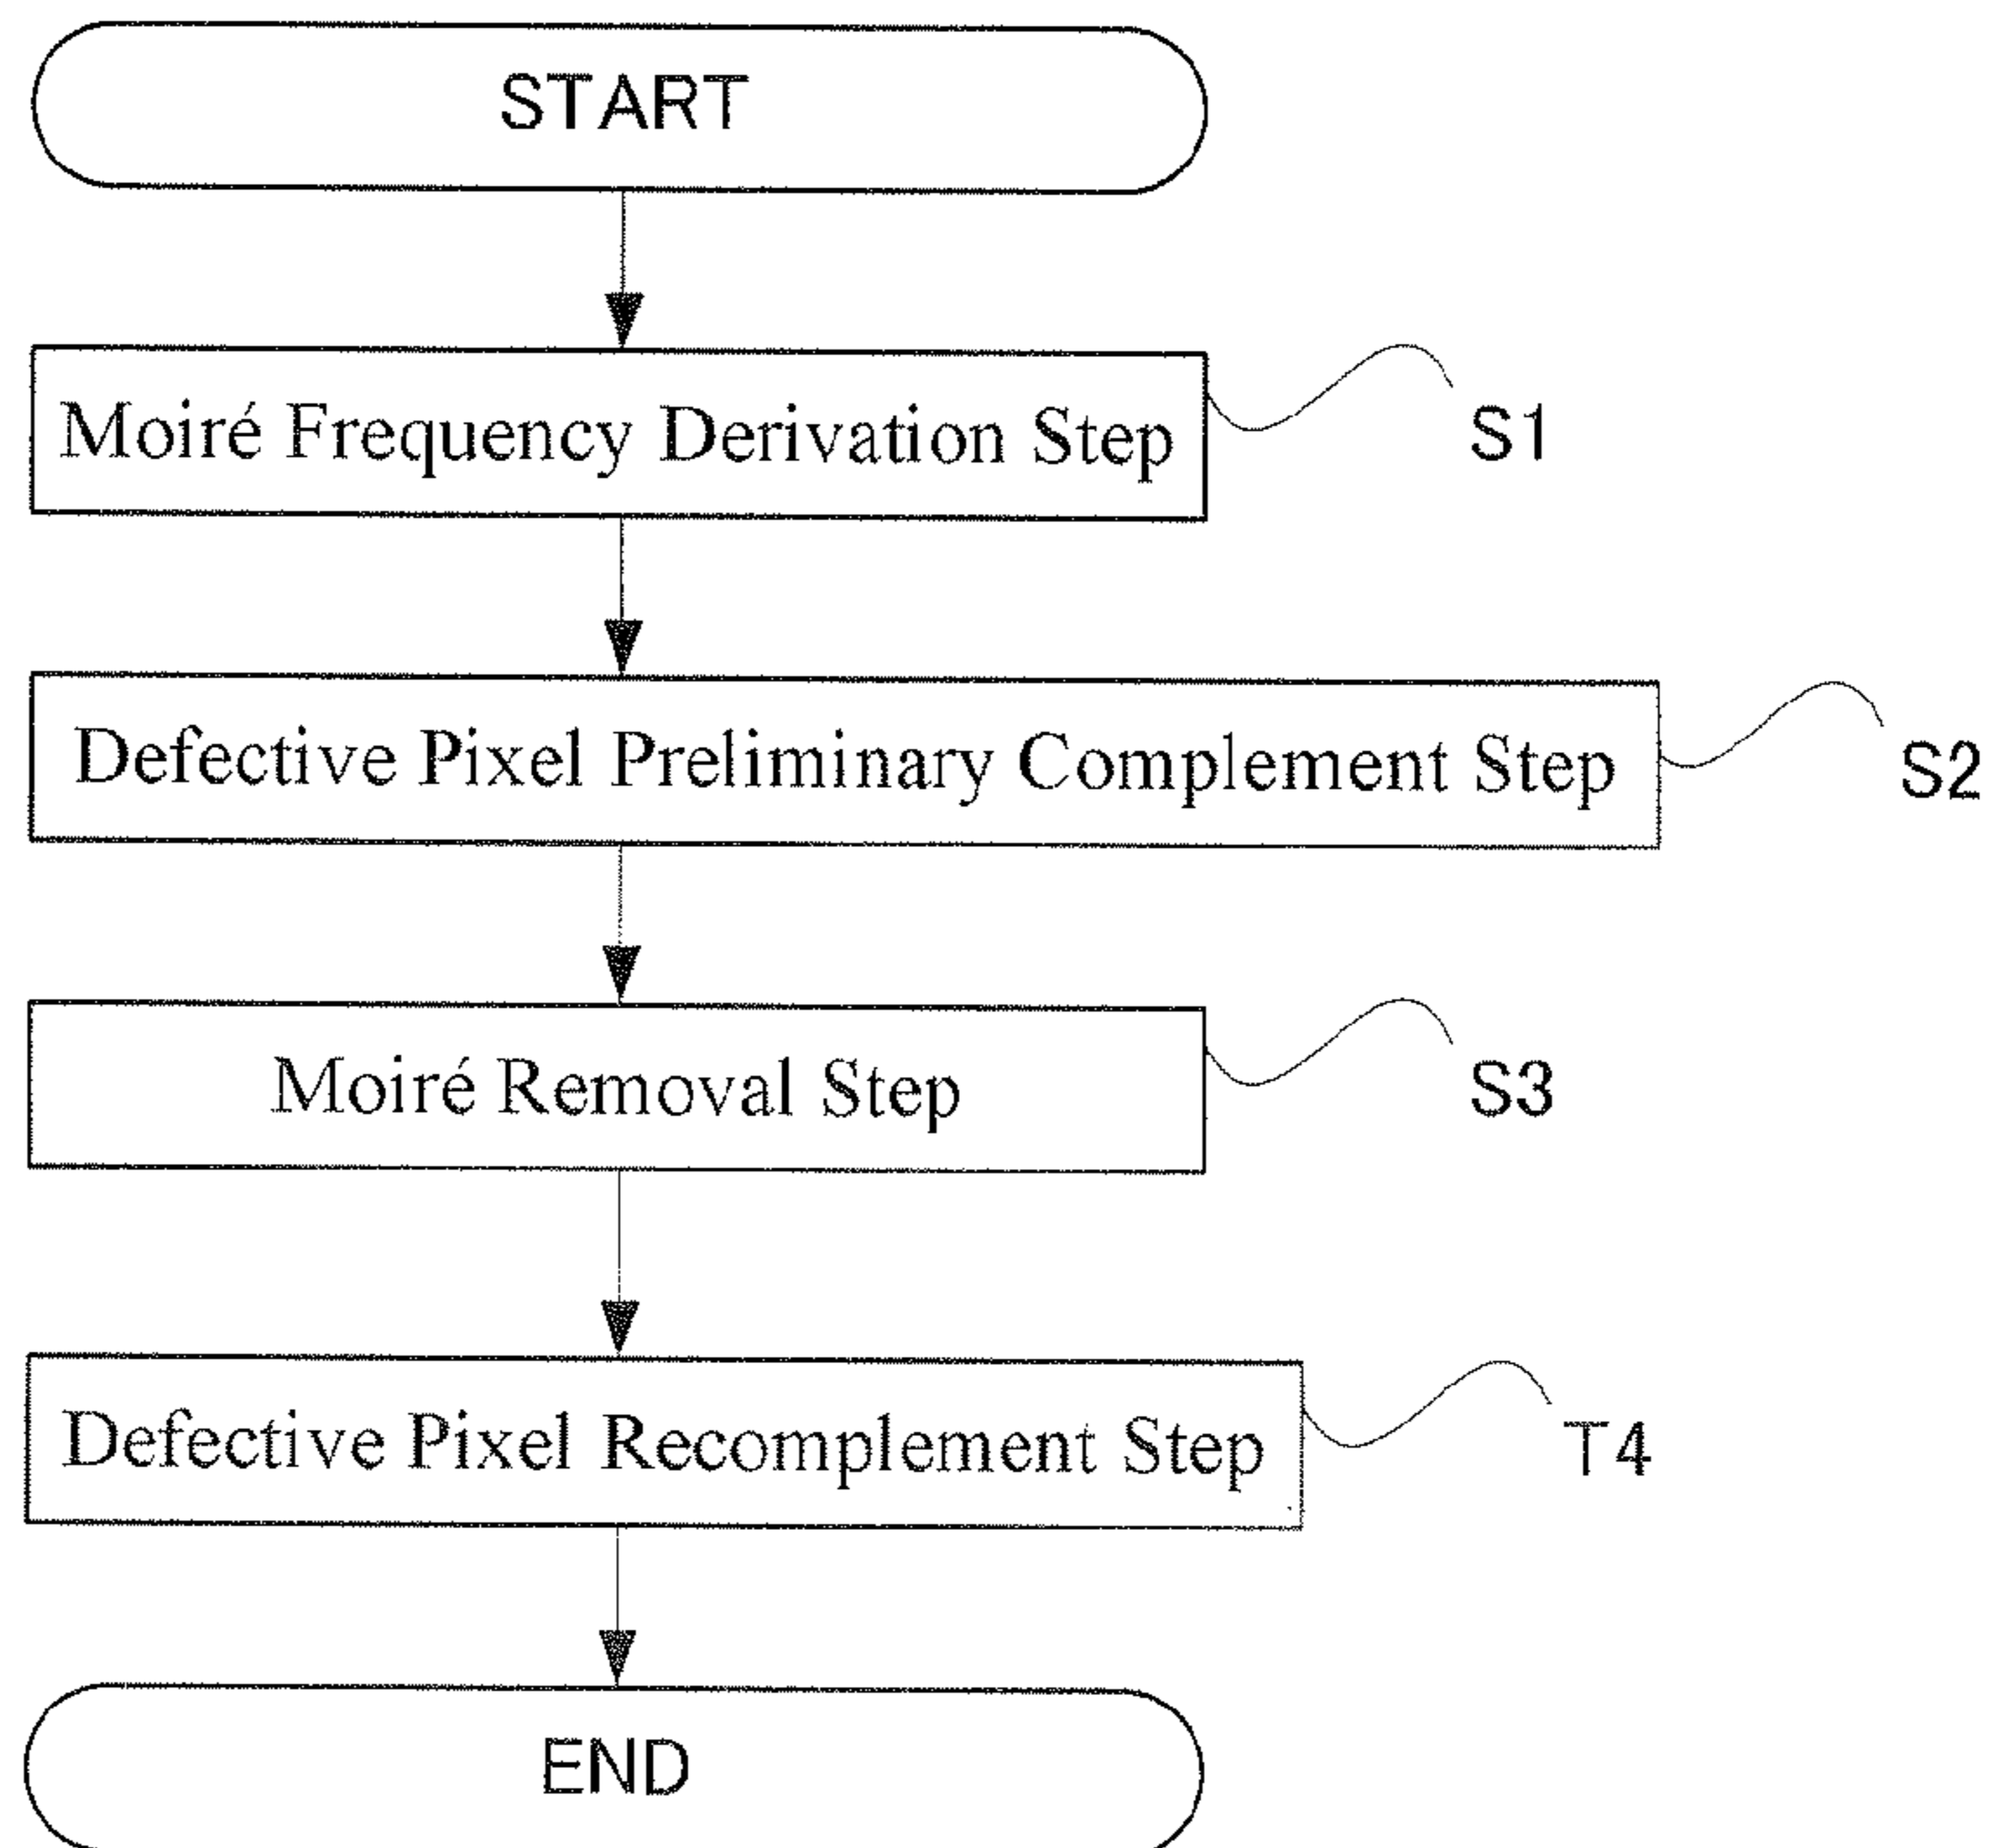 START
Moiré Frequency Derivation Step
S1
Defective Pixel Preliminary Complement Step
S2
Moiré Removal Step
S3
Defective Pixel Recomplement Step
T4
END